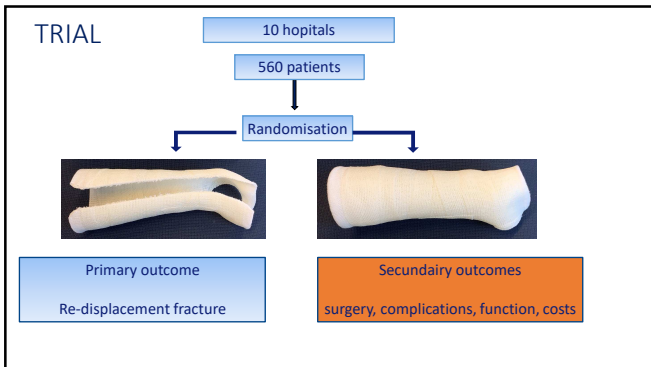 TRIAL
10 hopitals
560 patients
Randomisation
Primary outcome
Re-displacement fracture
Secundairy outcomes
surgery, complications, function, costs